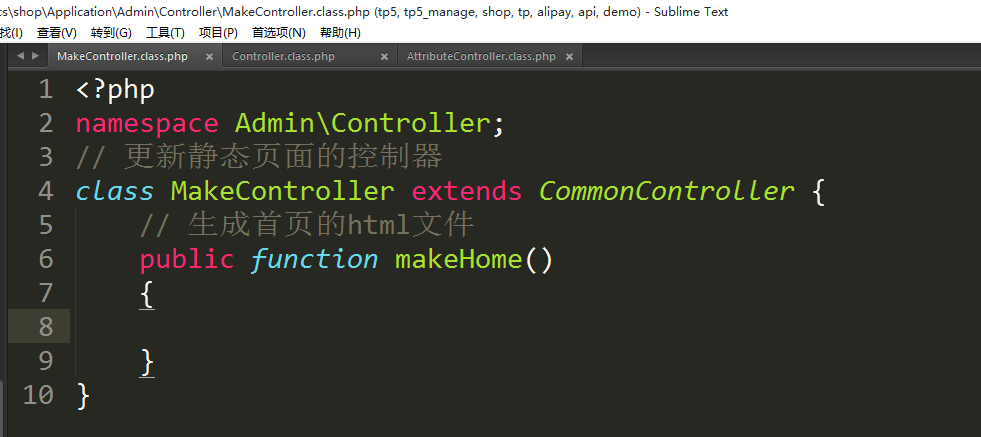 cs\shop\Application\Admin\Controller\MakeController.class.php (tp5, tp5_manage, shop, tp, alipay, api, demo) - Sublime Text
找(I) 查看(V) 转到(G) 工具(T) 项目(P) 首选项(N) 帮助(H)
MakeController.class.php × Controller.class.php × AttributeController.class.php ×
1 <?php
2 namespace Admin\Controller;
3 // 更新静态页面的控制器
4 class MakeController extends CommonController {
5 // 生成首页的html文件
6 public function makeHome()
7 {
8
9 }
10 }